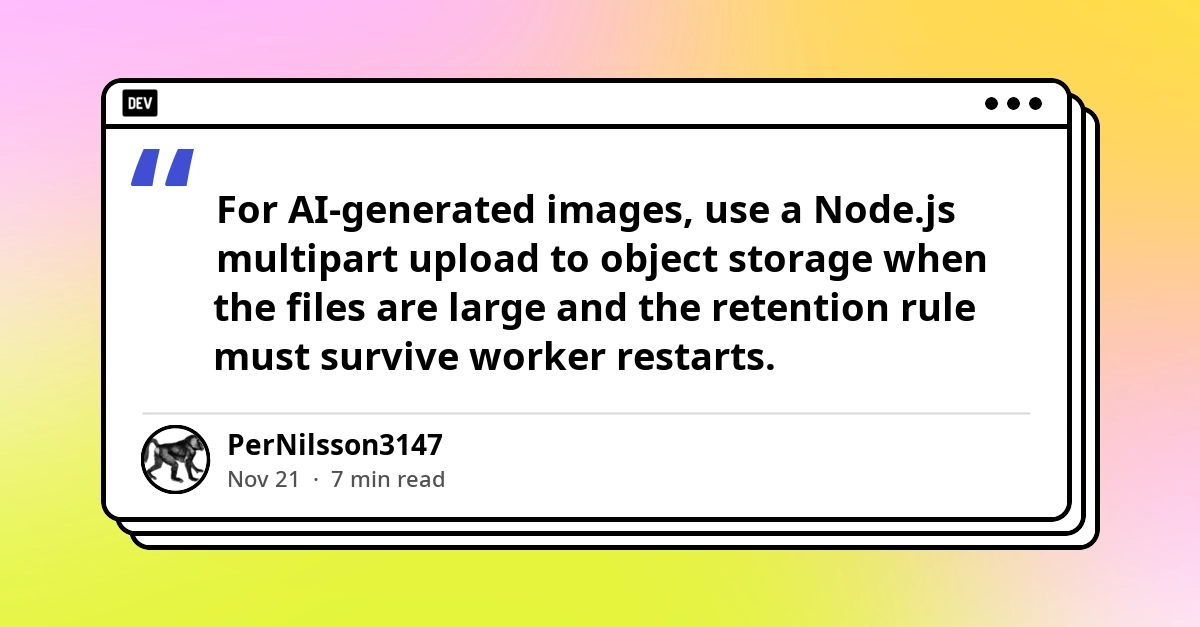 DEV
“
For AI-generated images, use a Node.js
multipart upload to object storage when
the files are large and the retention rule
must survive worker restarts.
PerNilsson3147
Nov 21 · 7 min read